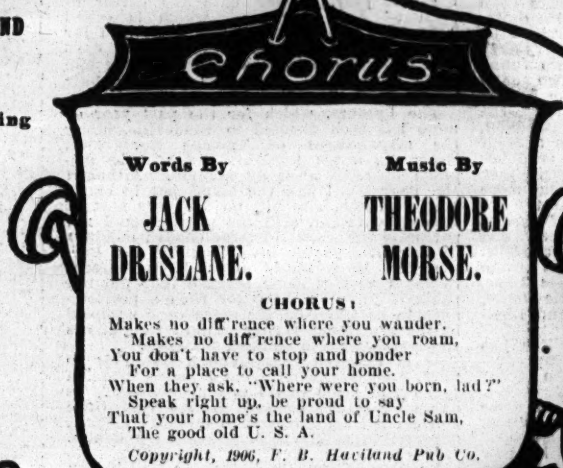 ND
ing
Chorus
Words By
JACK
DRISLANE.
Music By
THEODORE
MORSE.
CHORUS:
Makes no diff'rence where you wander,
Makes no diff'rence where you roam,
You don't have to stop and ponder
For a place to call your home.
When they ask, "Where were you born, lad?"
Speak right up, be proud to say
That your home's the land of Uncle Sam,
The good old U. S. A.
Copyright, 1906, F. B. Haviland Pub Co.